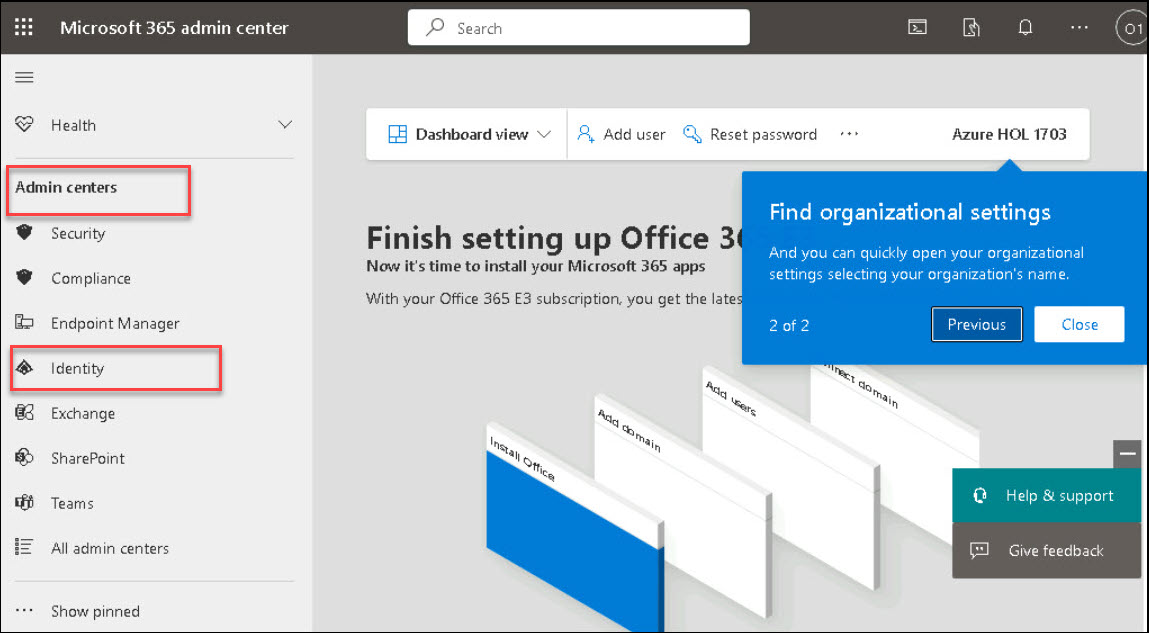 Microsoft 365 admin center
Search
O1
Health
Admin centers
Security
Compliance
Endpoint Manager
Identity
Exchange
SharePoint
Teams
All admin centers
Show pinned
Dashboard view
Add user
Reset password
Azure HOL 1703
Finish setting up Office 36
Now it's time to install your Microsoft 365 apps
With your Office 365 E3 subscription, you get the lates
Find organizational settings
And you can quickly open your organizational
settings selecting your organization's name.
2 of 2
Previous
Close
Install Office
Add domain
Add users
nnect domain
Help & support
Give feedback